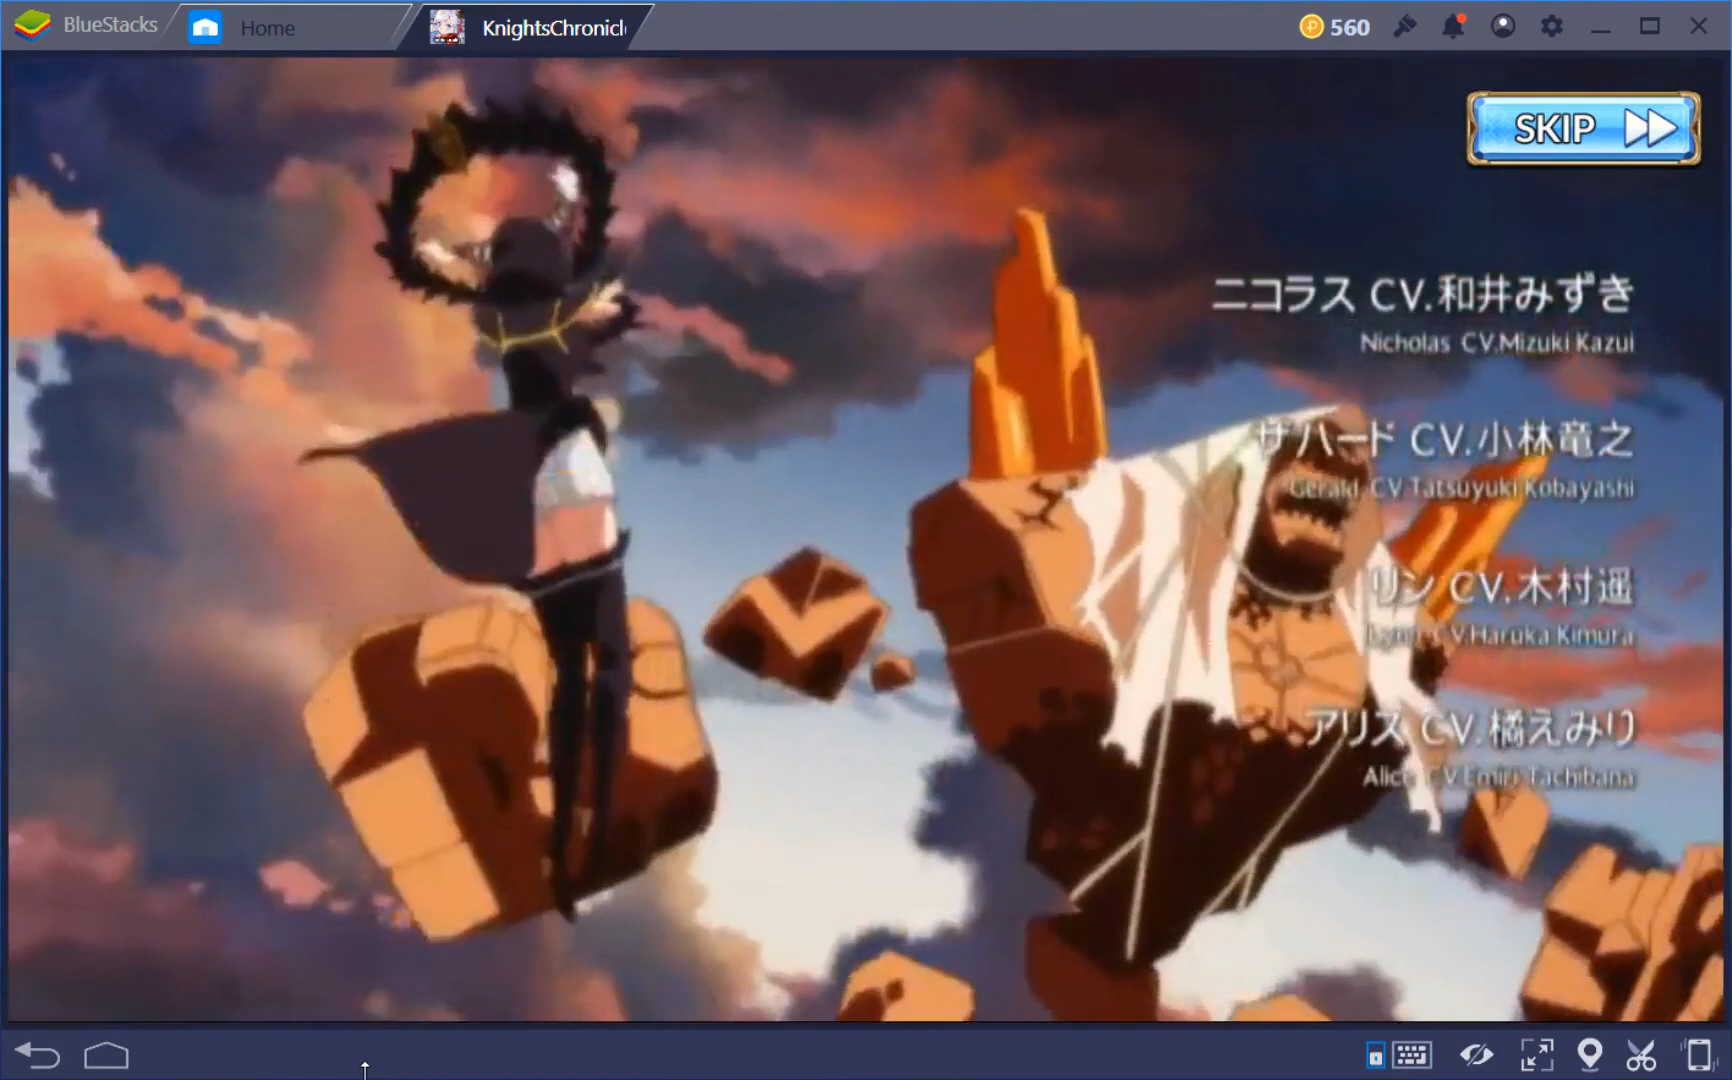 BlueStacks
Home
KnightsChronicl
560
SKIP
ニコラス CV.和井みずき
Nicholas CV.Mizuki Kazui
ザハード CV.小林竜之
Gerald CV.Tatsuyuki Kobayashi
リン CV.木村遥
CV.Haruka Kimura
アリス CV.橘えみり
Alice CV.Emiri Tachibana